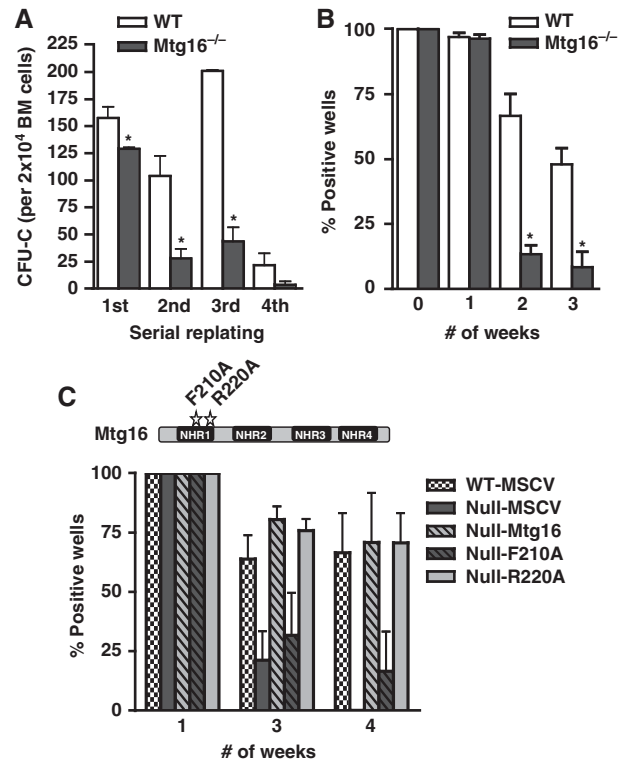 A
WT
Mtg16–/–
CFU-C (per 2x10⁴ BM cells)
225
200
175
150
125
100
75
50
25
0
*
*
*
1st 2nd 3rd 4th
Serial replating
B
WT
Mtg16–/–
% Positive wells
100
75
50
25
0
*
*
0 1 2 3
# of weeks
C
F210A
R220A
Mtg16
NHR1 NHR2 NHR3 NHR4
% Positive wells
100
75
50
25
0
1 3 4
# of weeks
WT-MSCV
Null-MSCV
Null-Mtg16
Null-F210A
Null-R220A